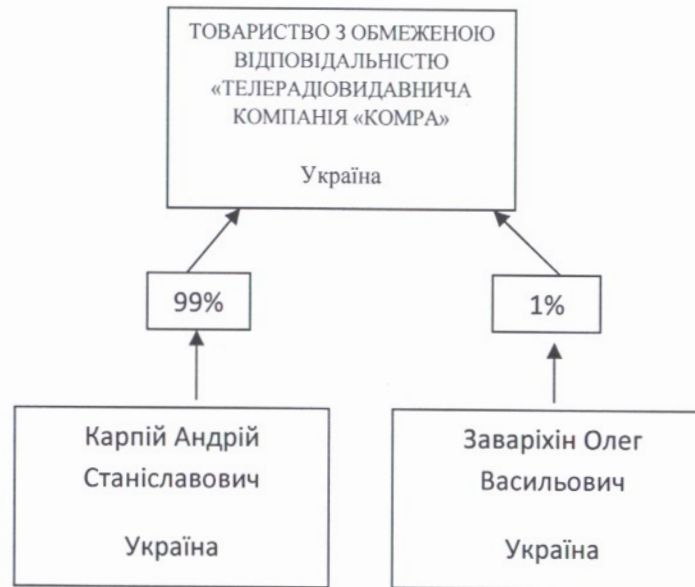 ТОВАРИСТВО З ОБМЕЖЕНОЮ
ВІДПОВІДАЛЬНІСТЮ
«ТЕЛЕРАДІОВИДАВНИЧА
КОМПАНІЯ «КОМРА»
Україна
99%
1%
Карпій Андрій
Станіславович
Україна
Заваріхін Олег
Васильович
Україна